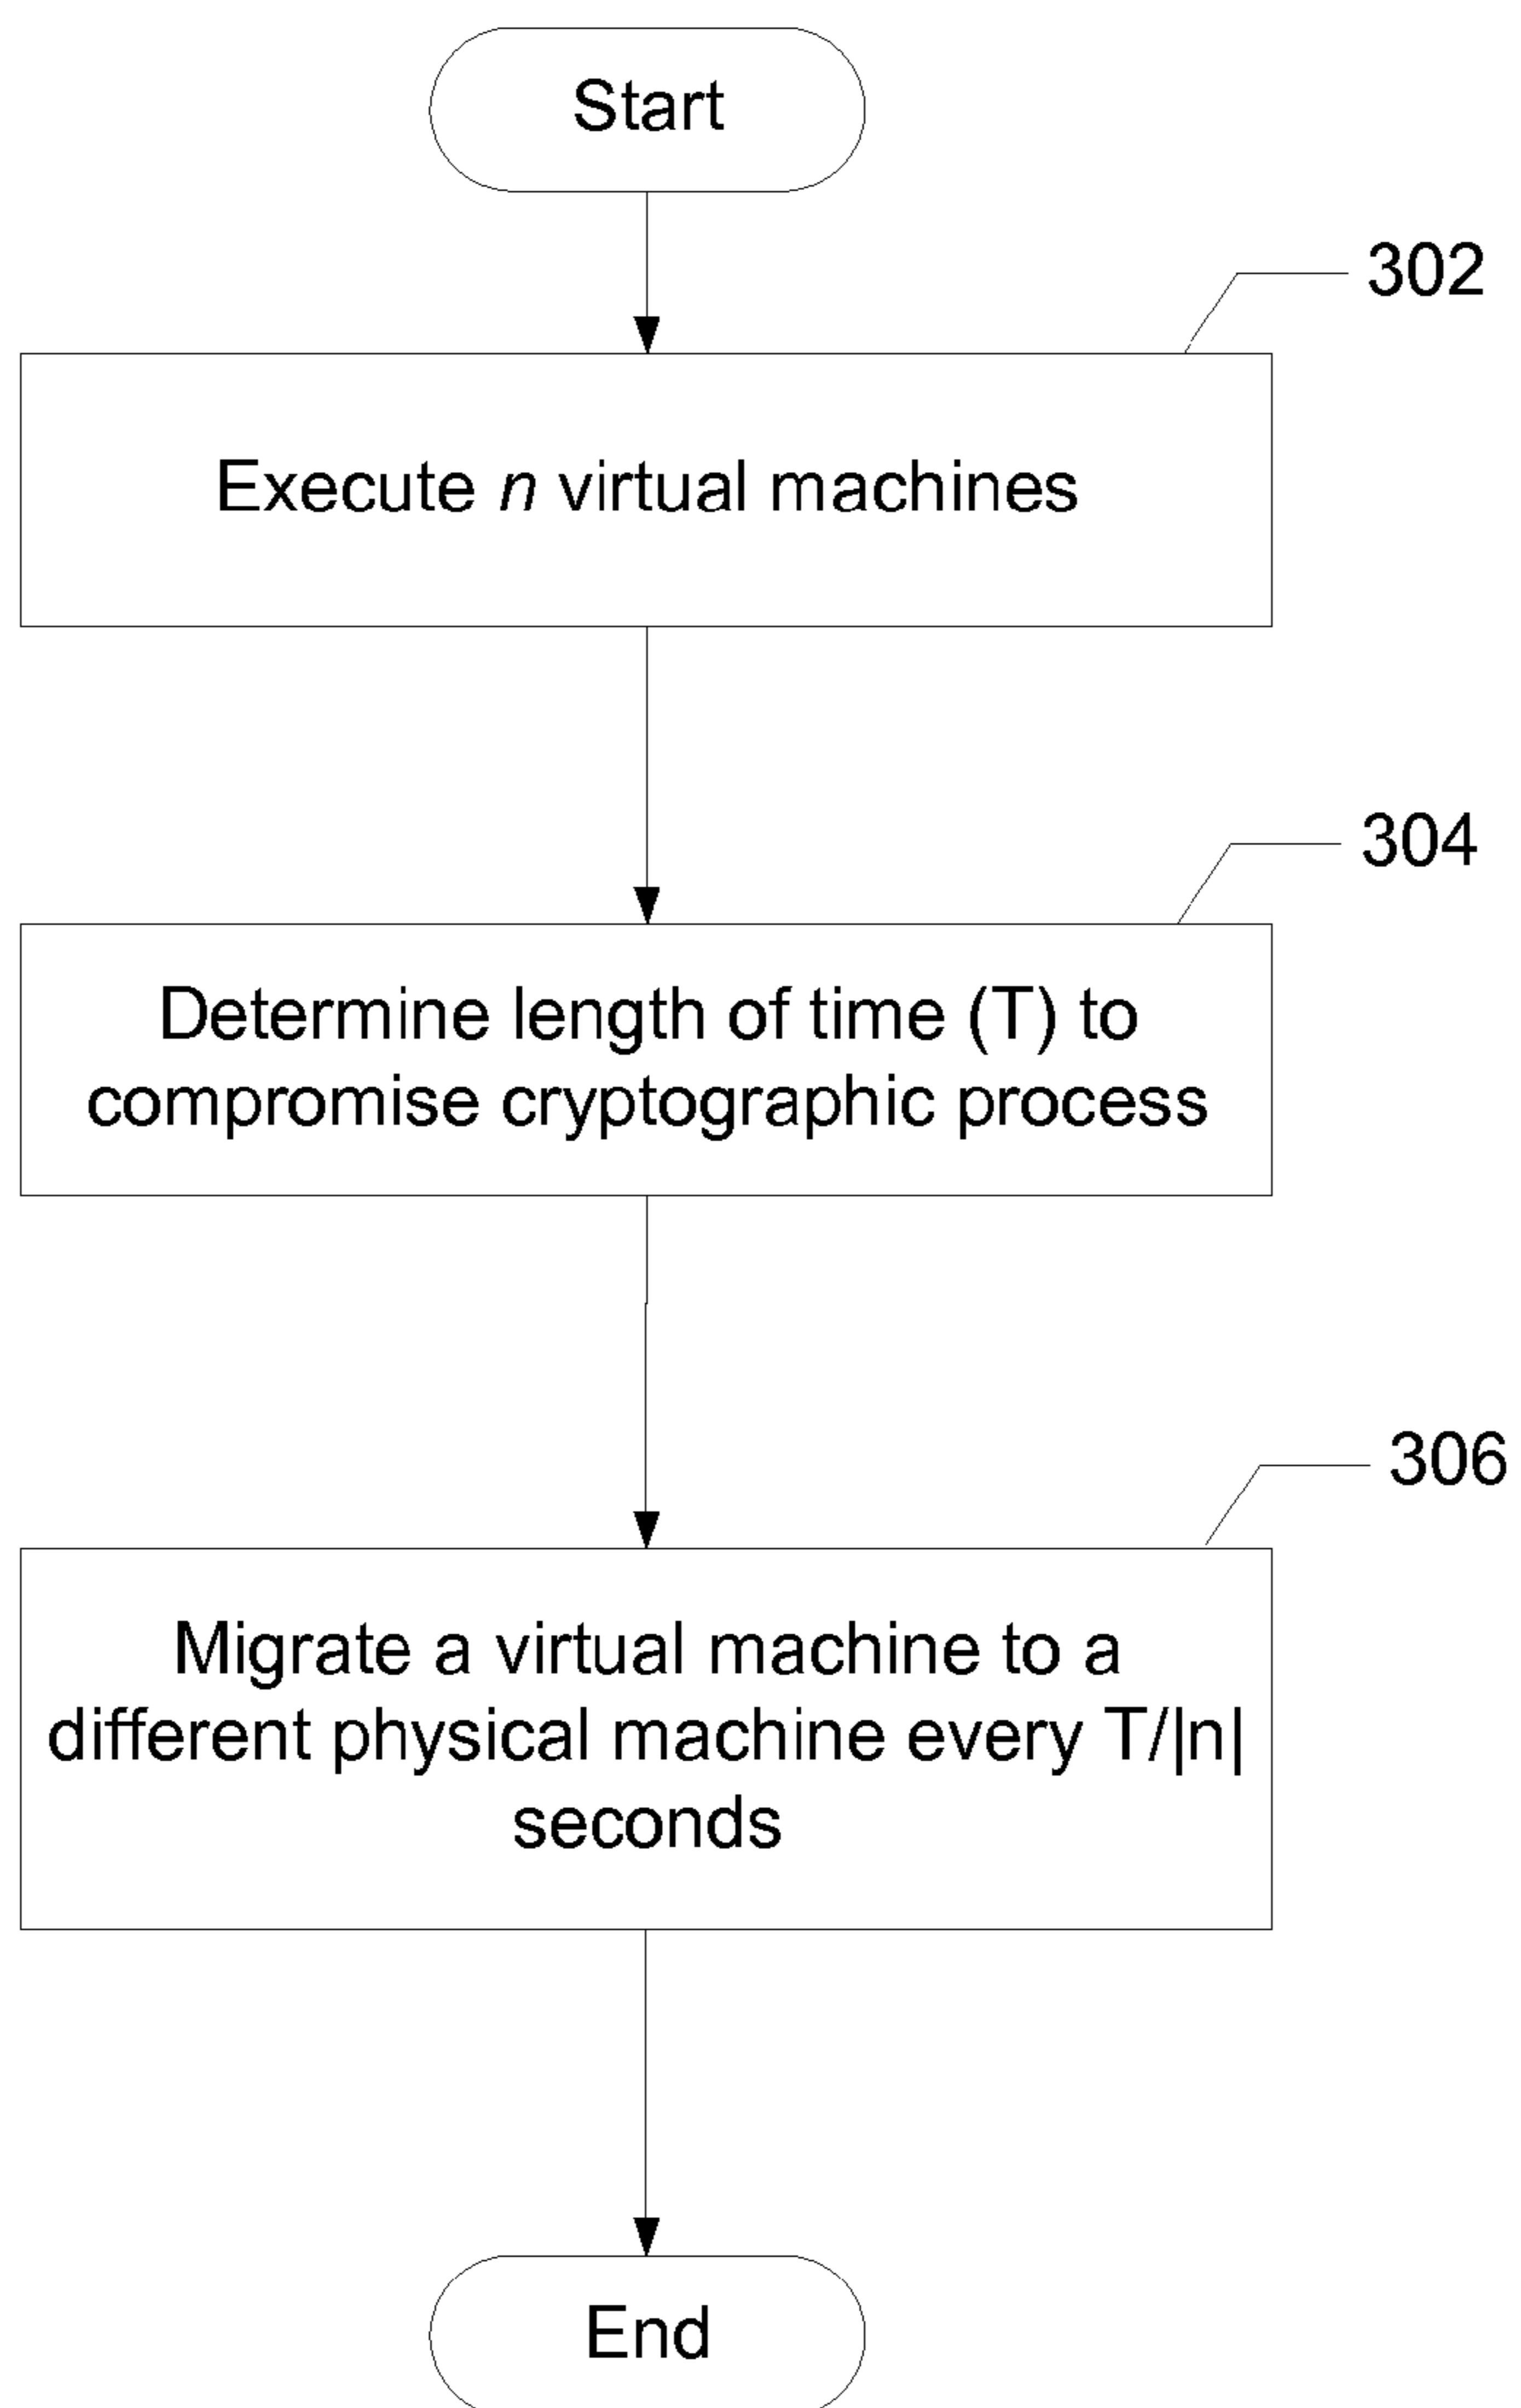 Start
302
Execute n virtual machines
304
Determine length of time (T) to
compromise cryptographic process
306
Migrate a virtual machine to a
different physical machine every T/|n|
seconds
End